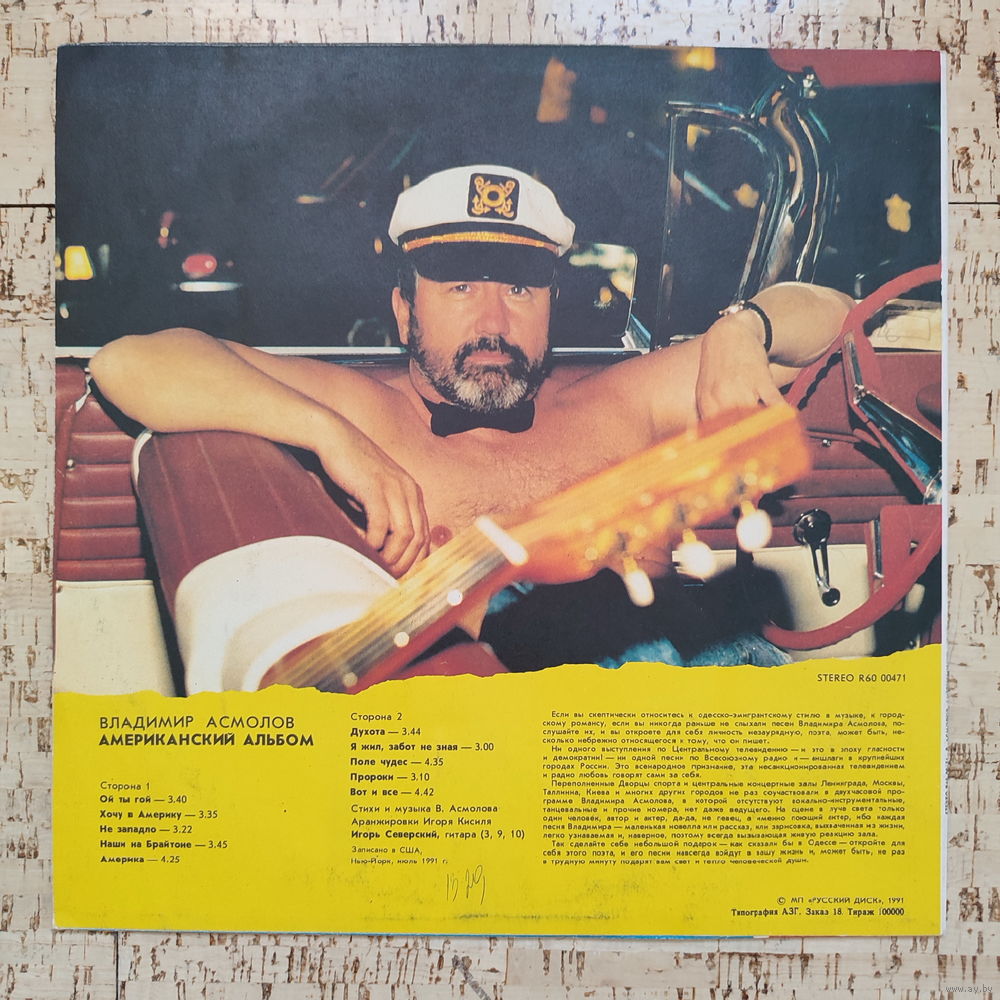 STEREO R60 00471
ВЛАДИМИР АСМОЛОВ
АМЕРИКАНСКИЙ АЛЬБОМ
Сторона 1
Ой ты гой — 3.40
Хочу в Америку — 3.35
Не западло — 3.22
Наши на Брайтоне — 3.45
Америка — 4.25
Сторона 2
Духота — 3.44
Я жил, забот не зная — 3.00
Поле чудес — 4.35
Пророки — 3.10
Вот и все — 4.42
Стихи и музыка В. Асмолова
Аранжировки Игоря Кисиля
Игорь Северский, гитара (3, 9, 10)
Записано в США,
Нью-Йорк, июль 1991 г.
Если вы скептически относитесь к одесско-эмигрантскому стилю в музыке, к город-
скому романсу, если вы никогда раньше не слыхали песен Владимира Асмолова, по-
слушайте их, и вы откроете для себя личность незаурядную, поэта, может быть, не-
сколько небрежно относящегося к тому, что он пишет.
Ни одного выступления по Центральному телевидению — и это в эпоху гласности
и демократии! — ни одной песни по Всесоюзному радио и — аншлаги в крупнейших
городах России. Это всенародное признание, эта несанкционированная телевидением
и радио любовь говорят сами за себя.
Переполненные Дворцы спорта и центральные концертные залы Ленинграда, Москвы,
Таллинна, Киева и многих других городов не раз соучаствовали в двухчасовой про-
грамме Владимира Асмолова, в которой отсутствуют вокально-инструментальные,
танцевальные и прочие номера, нет даже ведущего. На сцене в луче света только
один человек, автор и актер, да-да, не певец, а именно поющий актер, ибо каждая
песня Владимира — маленькая новелла или рассказ, или зарисовка, выхваченная из жизни,
легко узнаваемая и, наверное, поэтому всегда вызывающая живую реакцию зала.
Так сделайте себе небольшой подарок — как сказали бы в Одессе — откройте для
себя этого поэта, и его песни навсегда войдут в вашу жизнь и, может быть, не раз
в трудную минуту подарят вам свет и тепло человеческой души.
© МП «РУССКИЙ ДИСК», 1991
Типография АЗГ. Заказ 18. Тираж 100000
www.ay.by